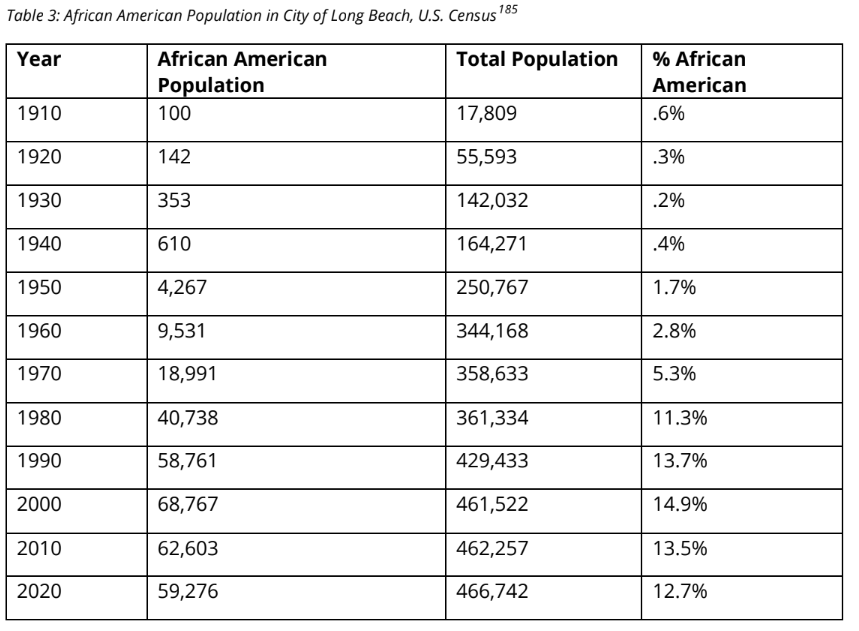 Table 3: African American Population in City of Long Beach, U.S. Census185
Year African American Population Total Population % African American
1910 100 17,809 .6%
1920 142 55,593 .3%
1930 353 142,032 .2%
1940 610 164,271 .4%
1950 4,267 250,767 1.7%
1960 9,531 344,168 2.8%
1970 18,991 358,633 5.3%
1980 40,738 361,334 11.3%
1990 58,761 429,433 13.7%
2000 68,767 461,522 14.9%
2010 62,603 462,257 13.5%
2020 59,276 466,742 12.7%